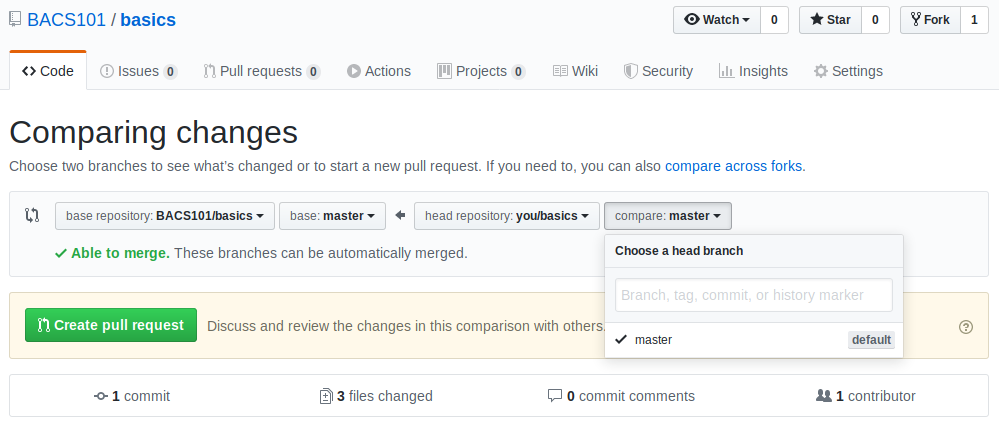 BACS101 / basics
Watch 0 Star 0 Fork 1
Code Issues 0 Pull requests 0 Actions Projects 0 Wiki Security Insights Settings
Comparing changes
Choose two branches to see what's changed or to start a new pull request. If you need to, you can also compare across forks.
base repository: BACS101/basics base: master head repository: you/basics compare: master
Able to merge. These branches can be automatically merged.
Choose a head branch
Branch, tag, commit, or history marker
Create pull request Discuss and review the changes in this comparison with others.
master default
1 commit 3 files changed 0 commit comments 1 contributor